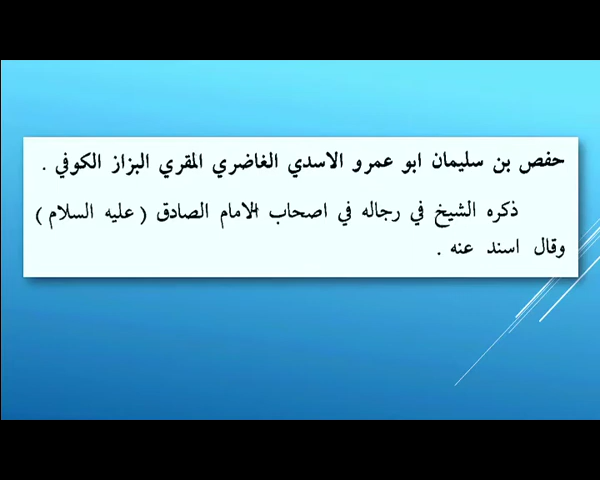 حفص بن سليمان ابو عمرو الاسدي الغاضري المقري البزاز الكوفي .
ذكره الشيخ في رجاله في اصحاب الامام الصادق ( عليه السلام )
وقال اسند عنه .